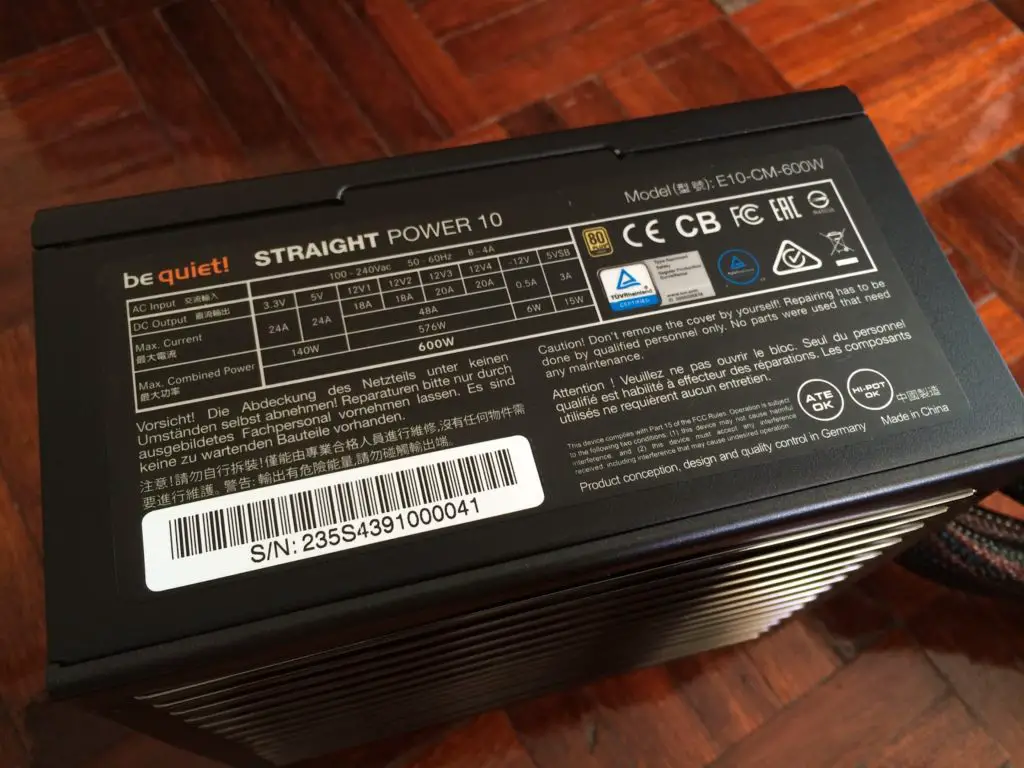 be quiet! STRAIGHT POWER 10
Model(型號): E10-CM-600W
AC Input 交流輸入 100 - 240Vac 50 - 60Hz 8 - 4A
DC Output 直流輸出 3.3V 5V 12V1 12V2 12V3 12V4 -12V 5VSB
Max. Current 最大電流 24A 24A 18A 18A 20A 20A 0.5A 3A
48A
Max. Combined Power 最大功率 140W 576W 6W 15W
600W
80
GOLD
CE CB FC EAC
TÜVRheinland
CERTIFIED
Vorsicht! Die Abdeckung des Netzteils unter keinen
Umständen selbst abnehmen! Reparaturen bitte nur durch
ausgebildetes Fachpersonal vornehmen lassen. Es sind
keine zu wartenden Bauteile vorhanden.
注意!請勿自行拆裝!僅能由專業合格人員進行維修,沒有任何物件需
要進行維護。警告:輸出有危險能量,請勿碰觸輸出端。
S/N: 235S4391000041
Caution! Don't remove the cover by yourself! Repairing has to be
done by qualified personnel only. No parts were used that need
any maintenance.
Attention ! Veuillez ne pas ouvrir le bloc. Seul du personnel
qualifié est habilité à effecteur des réparations. Les composants
utilisés ne requièrent aucun entretien.
This device complies with Part 15 of the FCC Rules. Operation is subject
to the following two conditions: (1) this device may not cause harmful
interference, and (2) this device must accept any interference
received, including interference that may cause undesired operation.
ATE
OK
HI-POT
OK
中國製造
Made in China
Product conception, design and quality control in Germany